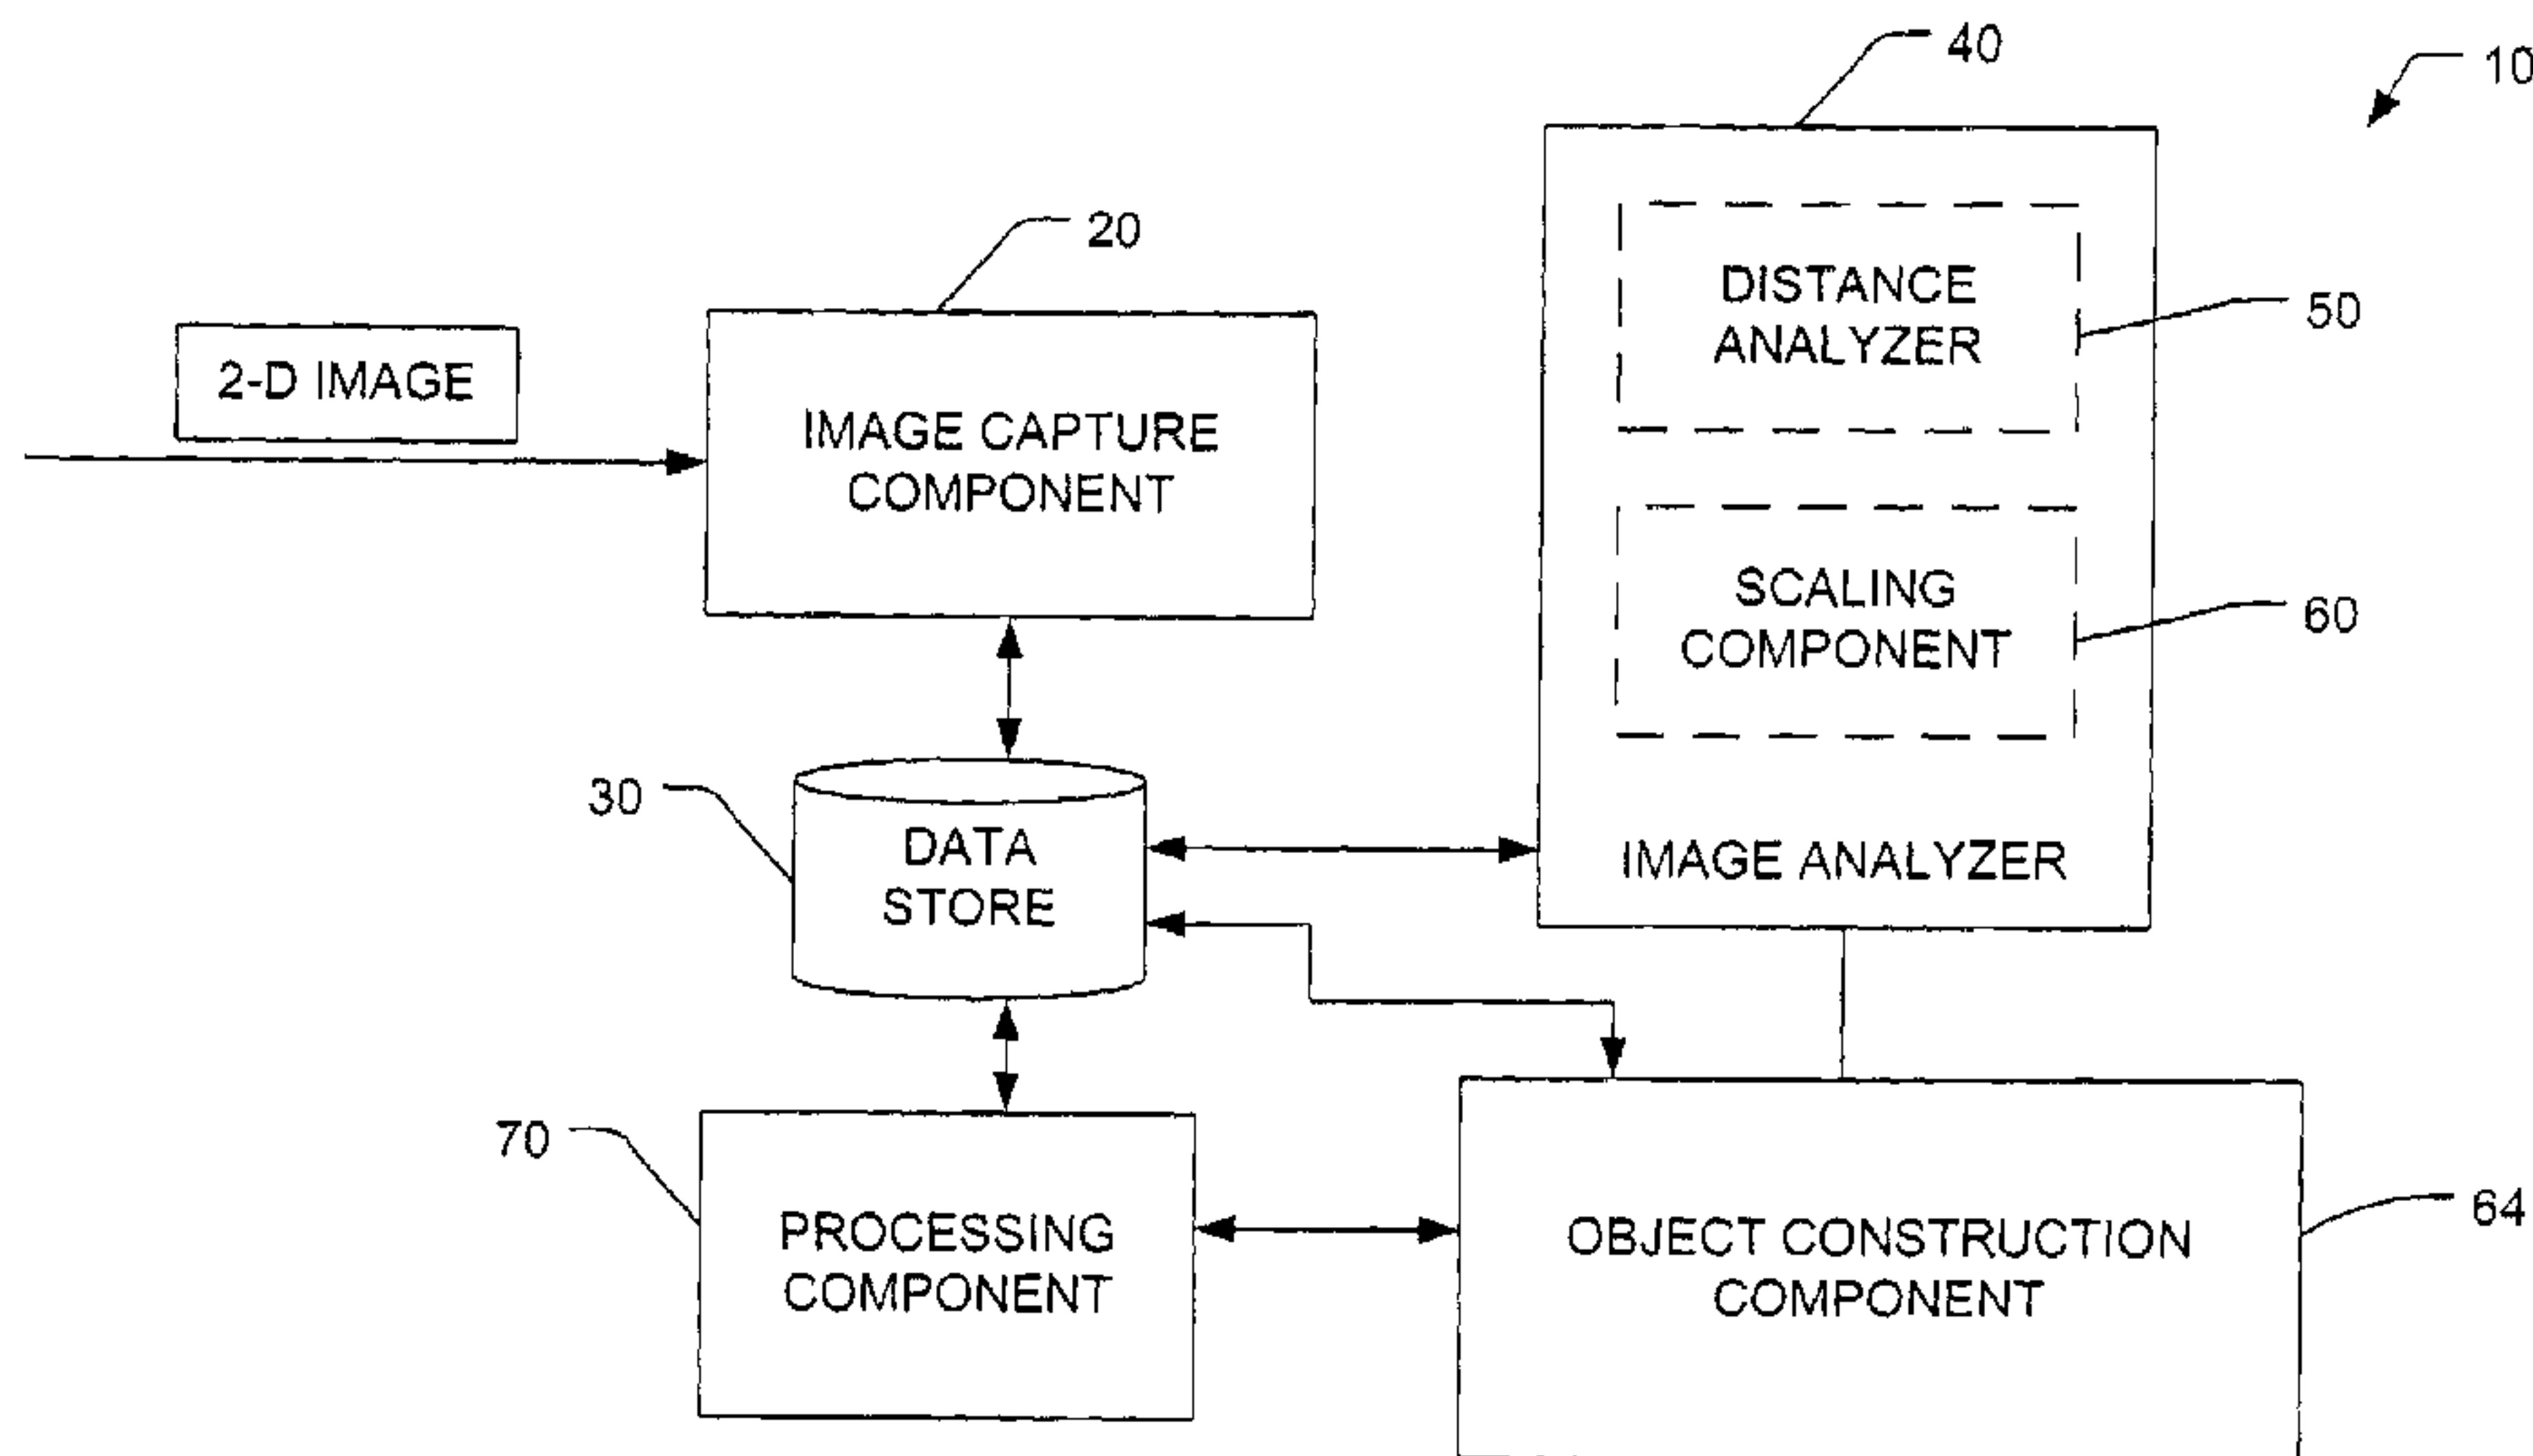 40
10
20
DISTANCE
ANALYZER
50
2-D IMAGE
IMAGE CAPTURE
COMPONENT
SCALING
COMPONENT
60
30
DATA
STORE
IMAGE ANALYZER
70
PROCESSING
COMPONENT
OBJECT CONSTRUCTION
COMPONENT
64